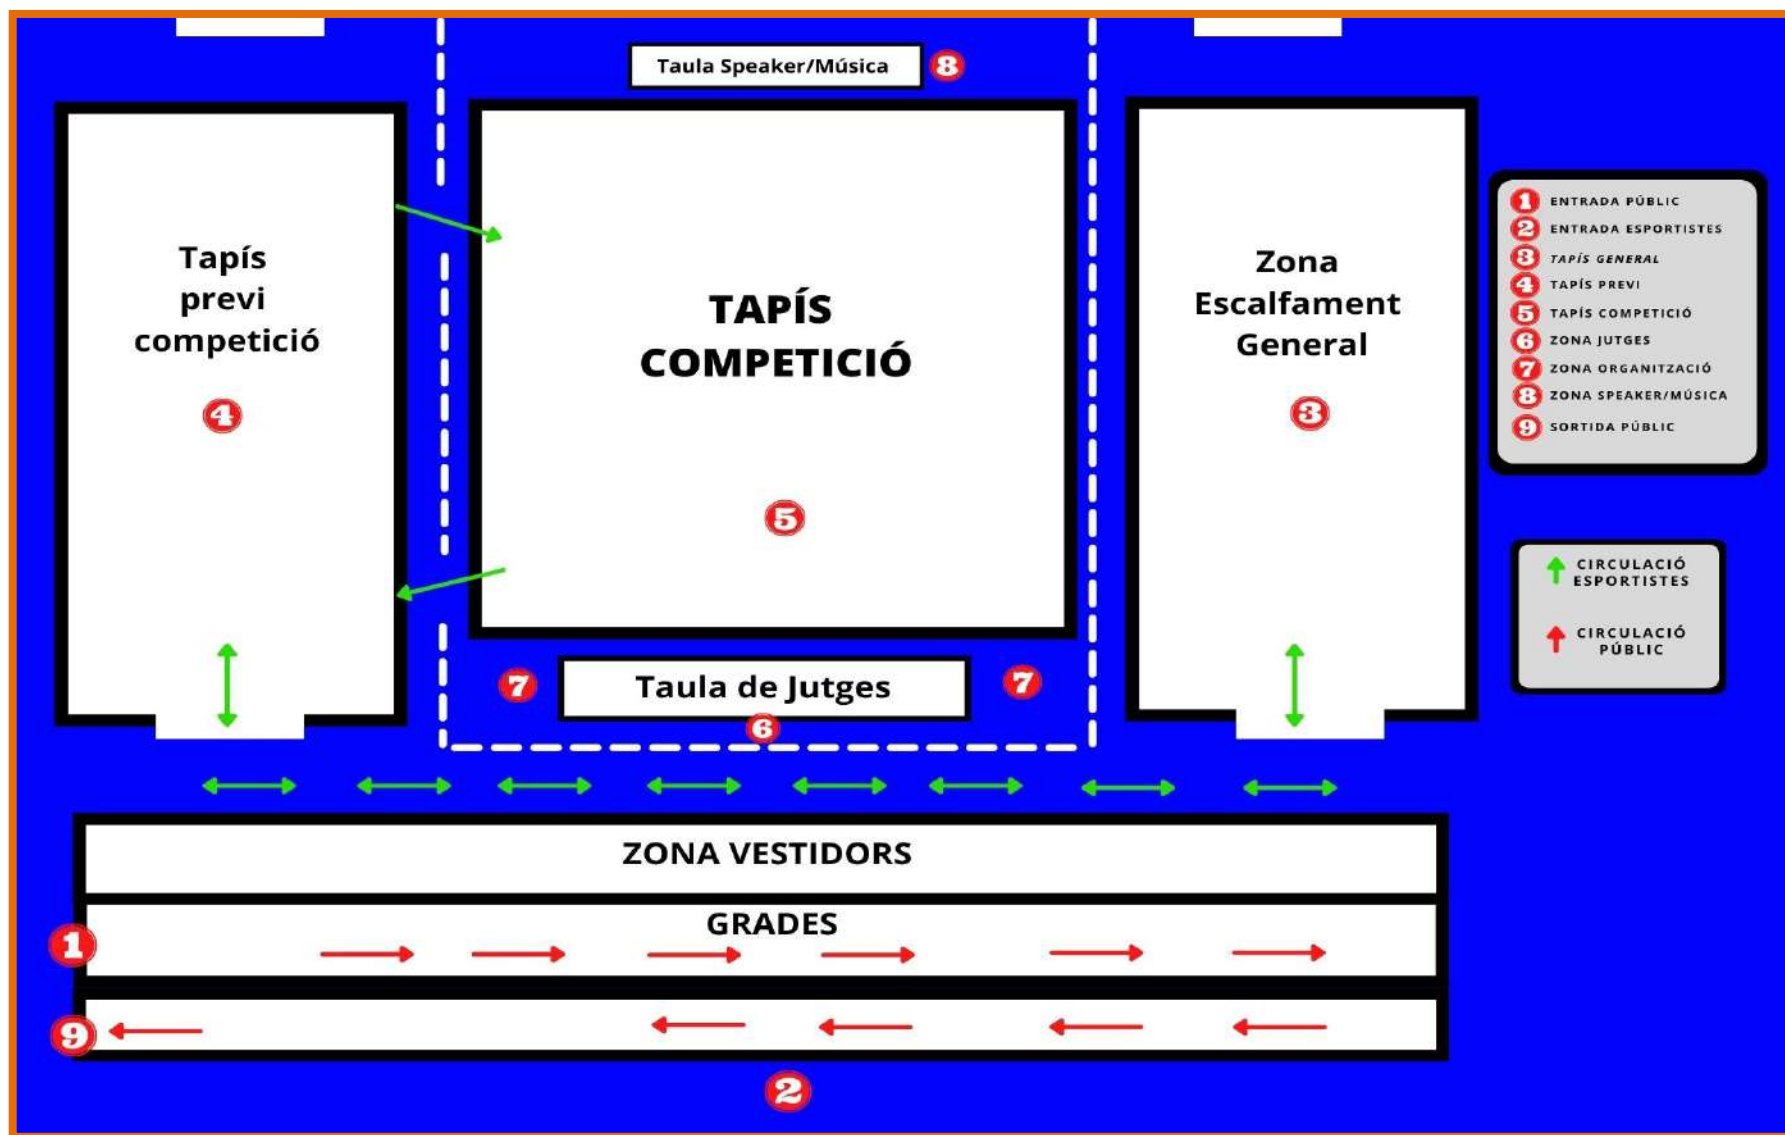 Taula Speaker/Música
8
Tapís
previ
competició
4
TAPÍS
COMPETICIÓ
5
Zona
Escalfament
General
3
1 ENTRADA PÚBLIC
2 ENTRADA ESPORTISTES
3 TAPÍS GENERAL
4 TAPÍS PREVI
5 TAPÍS COMPETICIÓ
6 ZONA JUTGES
7 ZONA ORGANITZACIÓ
8 ZONA SPEAKER/MÚSICA
9 SORTIDA PÚBLIC
CIRCULACIÓ
ESPORTISTES
CIRCULACIÓ
PÚBLIC
7
Taula de Jutges
7
6
ZONA VESTIDORS
GRADES
1
9
2